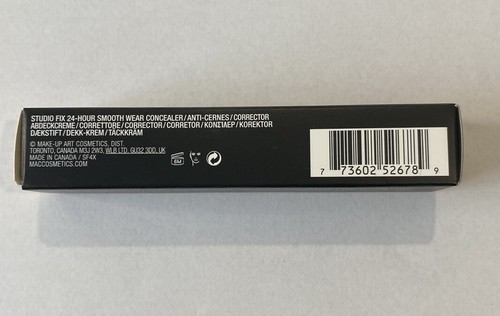 STUDIO FIX 24-HOUR SMOOTH WEAR CONCEALER/ANTI-CERNES/CORRECTOR
ABDECKCREME/CORRETTORE/CORRECTOR/CORRETOR/ΚΟΝΣΙΛΕΡ/KOREKTOR
DÆKSTIFT/DEKK-KREM/TÄCKKRÄM
© MAKE-UP ART COSMETICS, DIST.
TORONTO, CANADA M3J 2W3, WLB LTD, GU32 3DD, UK
MADE IN CANADA / SF4X
MACCOSMETICS.COM
7 73602 52678 9